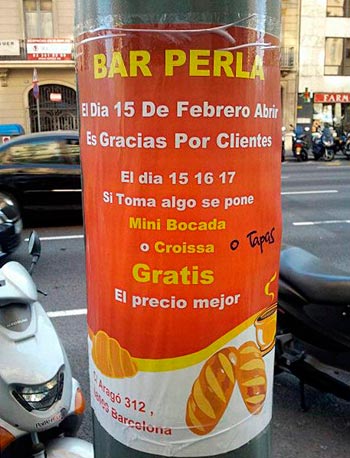 BAR PERLA
El Dia 15 De Febrero Abrir
Es Gracias Por Clientes
El dia 15 16 17
Si Toma algo se pone
Mini Bocada
o Croissa o Tapas
Gratis
El precio mejor
Aragó 312 ,
Barcelona
FARM